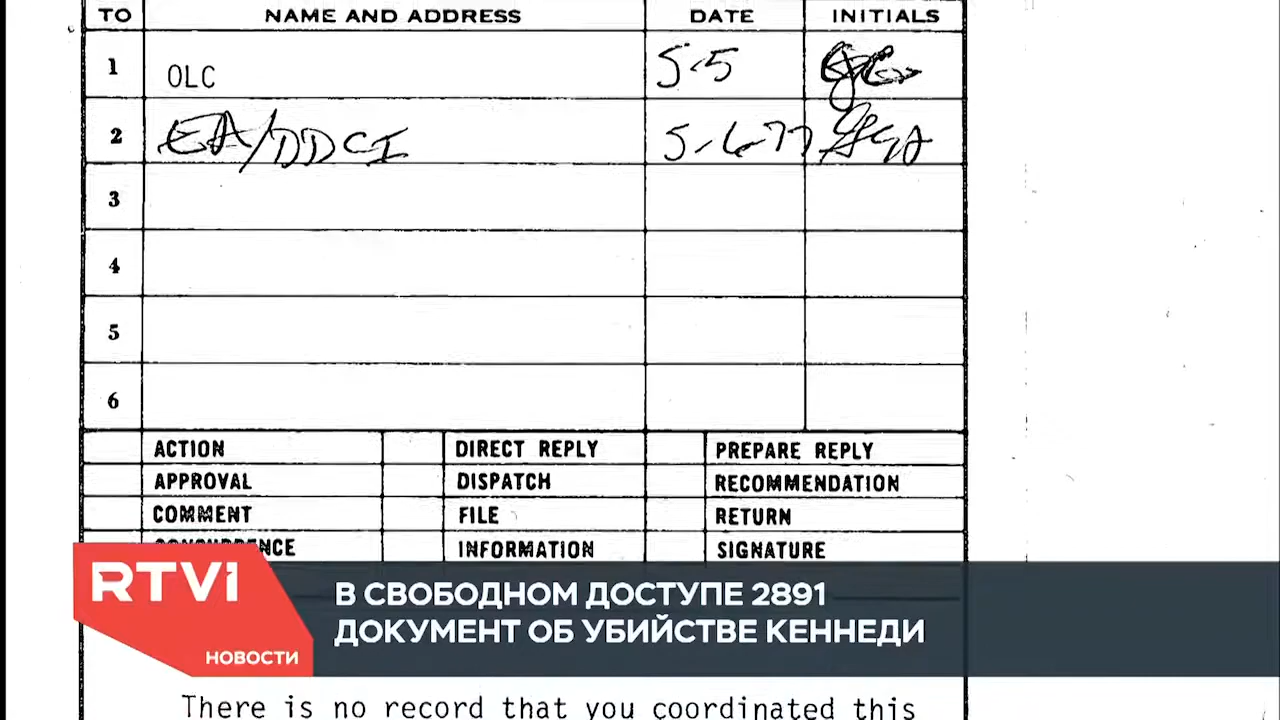 TO NAME AND ADDRESS DATE INITIALS
1 OLC 5-5
2 EA/DDCI 5-6-77
3
4
5
6
ACTION DIRECT REPLY PREPARE REPLY
APPROVAL DISPATCH RECOMMENDATION
COMMENT FILE RETURN
CONCURRENCE INFORMATION SIGNATURE
RTVI
НОВОСТИ
В СВОБОДНОМ ДОСТУПЕ 2891
ДОКУМЕНТ ОБ УБИЙСТВЕ КЕННЕДИ
There is no record that you coordinated this